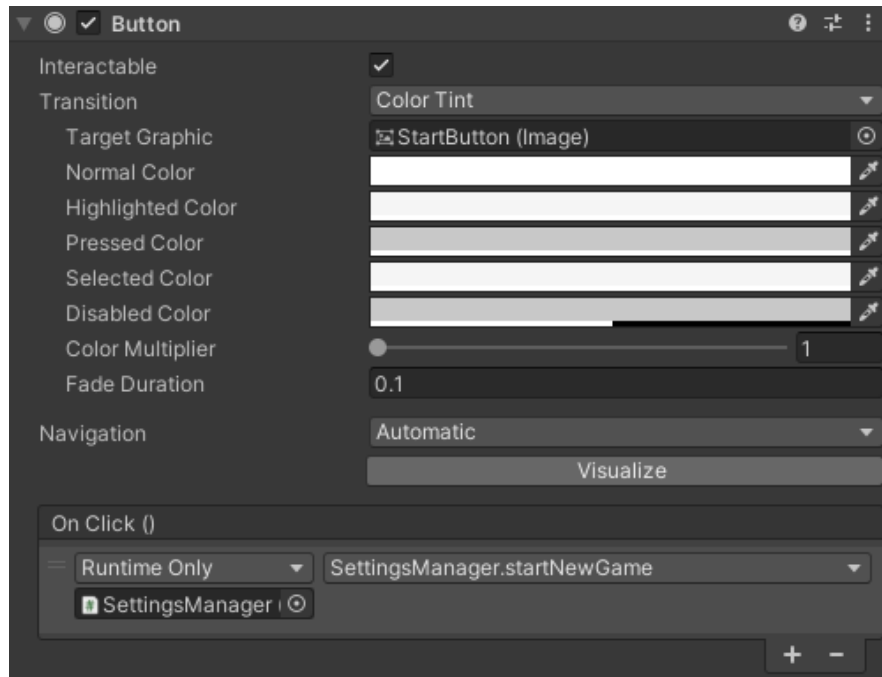 Button
Interactable
Transition Color Tint
Target Graphic StartButton (Image)
Normal Color
Highlighted Color
Pressed Color
Selected Color
Disabled Color
Color Multiplier 1
Fade Duration 0.1
Navigation Automatic
Visualize
On Click ()
Runtime Only SettingsManager.startNewGame
SettingsManager (